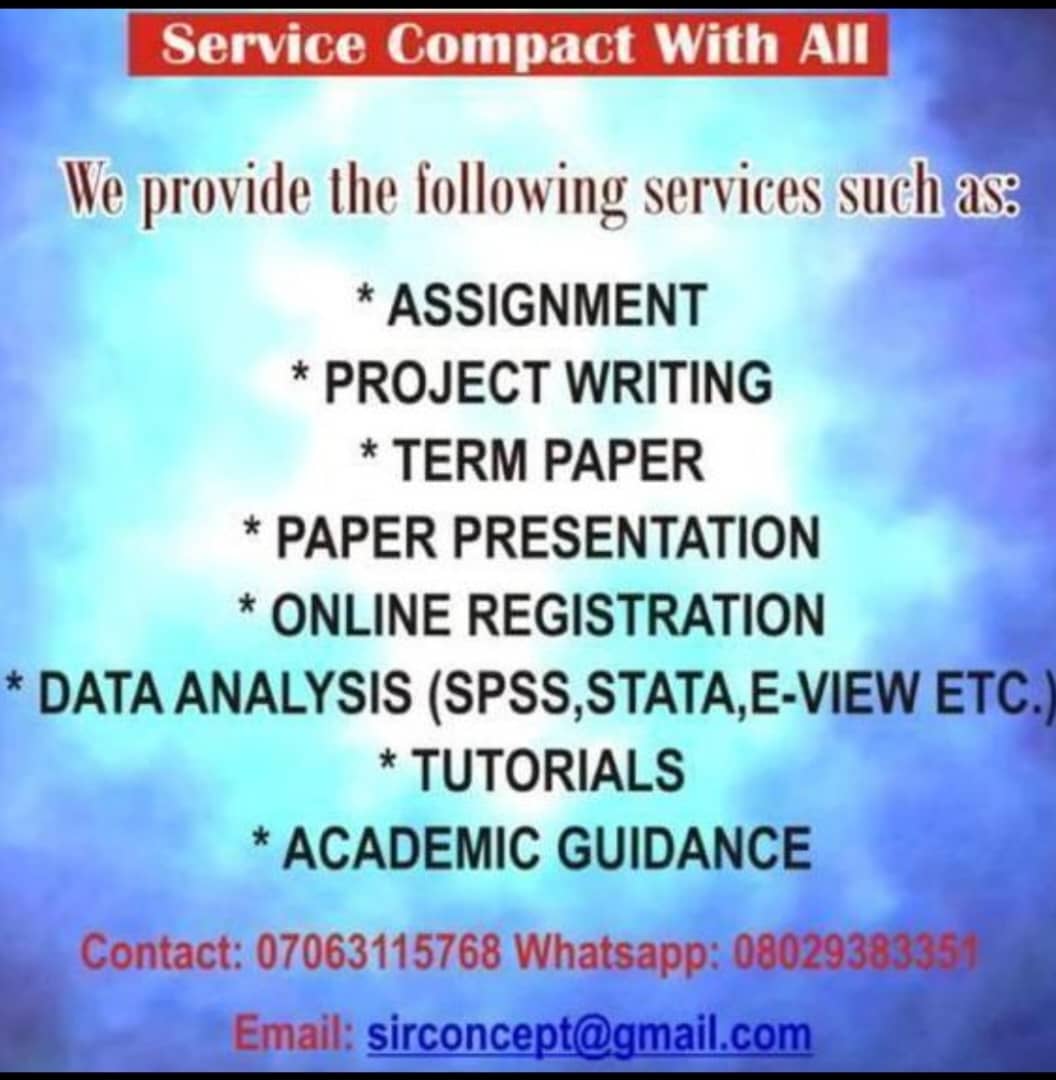 Service Compact With All
We provide the following services such as:
* ASSIGNMENT
* PROJECT WRITING
* TERM PAPER
* PAPER PRESENTATION
* ONLINE REGISTRATION
* DATA ANALYSIS (SPSS,STATA,E-VIEW ETC.)
* TUTORIALS
* ACADEMIC GUIDANCE
Contact: 07063115768 Whatsapp: 08029383351
Email: sirconcept@gmail.com